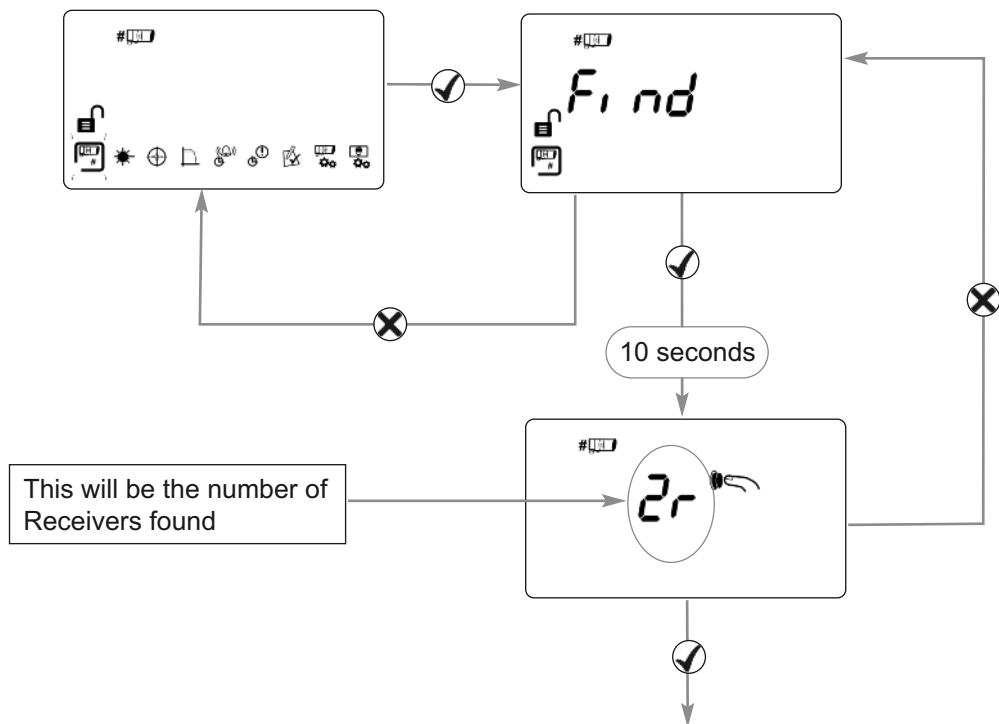 #
#
Find
10 seconds
#
2r
This will be the number of
Receivers found